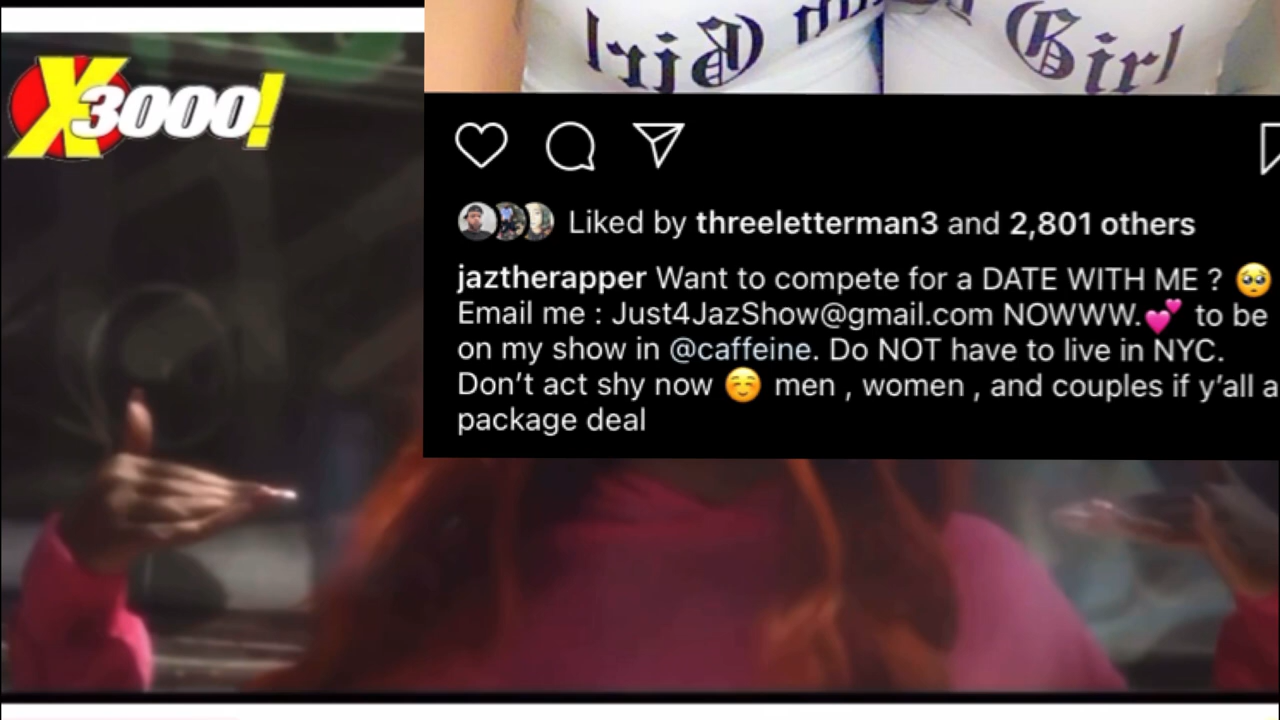 X3000!
Girl
Girl
Liked by threeletterman3 and 2,801 others
jaztherapper Want to compete for a DATE WITH ME ? 🥺
Email me : Just4JazShow@gmail.com NOWWW.💕 to be
on my show in @caffeine. Do NOT have to live in NYC.
Don’t act shy now ☺️ men , women , and couples if y’all a
package deal